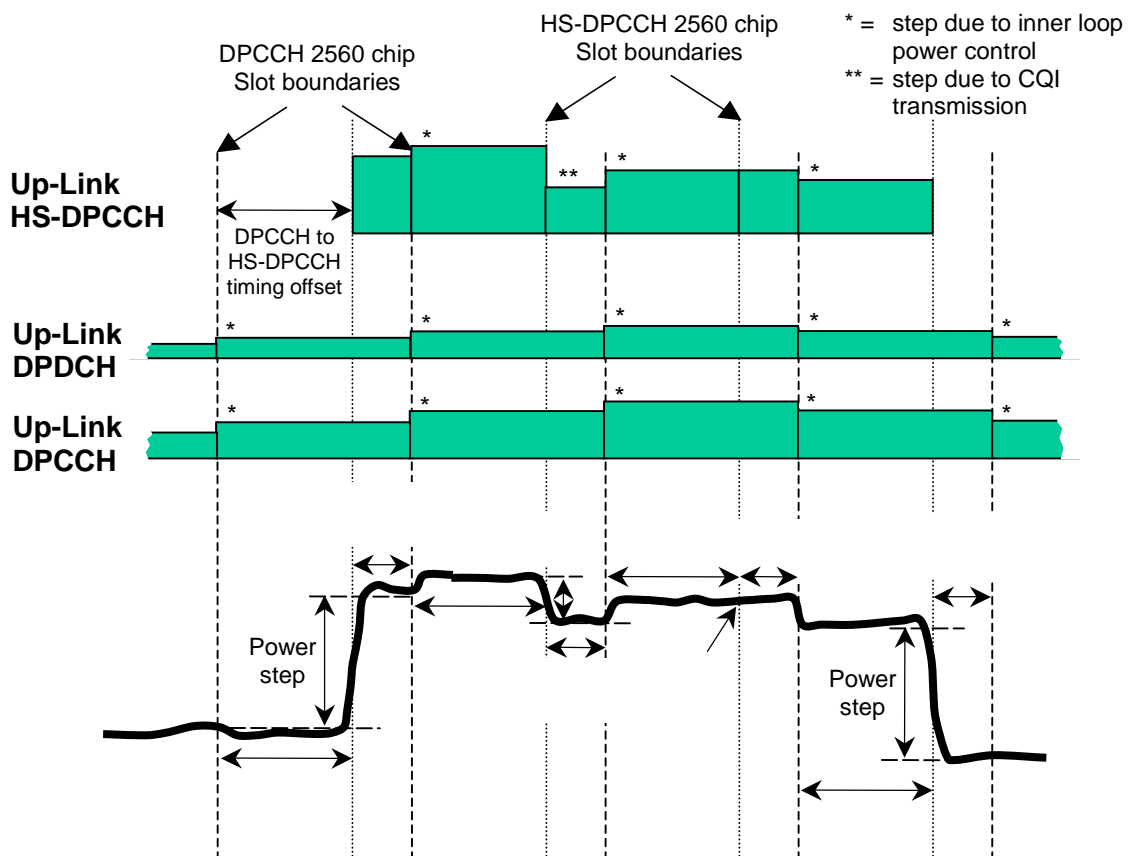 DPCCH 2560 chip
Slot boundaries
HS-DPCCH 2560 chip
Slot boundaries
* = step due to inner loop
power control
** = step due to CQI
transmission
Up-Link
HS-DPCCH
*
**
*
*
DPCCH to
HS-DPCCH
timing offset
Up-Link
DPDCH
*
*
*
*
*
Up-Link
DPCCH
*
*
*
*
*
Power
step
Power
step